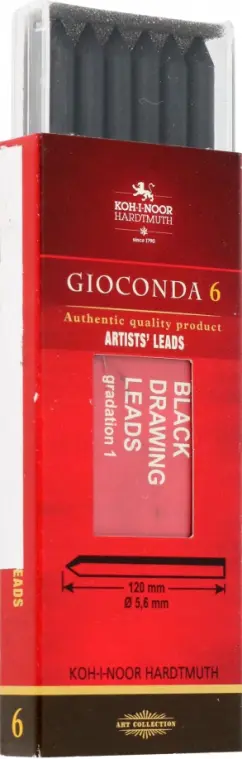 KOH-I-NOOR
HARDTMUTH
since 1790
GIOCONDA 6
Authentic quality product
ARTISTS' LEADS
BLACK
DRAWING
LEADS
gradation 1
120 mm
Ø 5,6 mm
KOH-I-NOOR HARDTMUTH
ART COLLECTION
LEADS
6